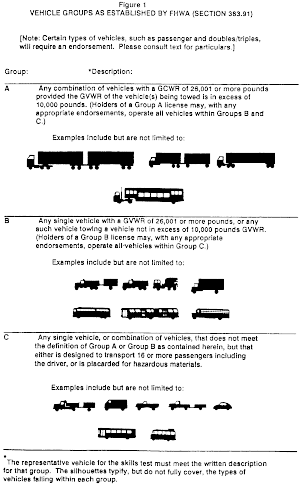 Figure 1
VEHICLE GROUPS AS ESTABLISHED BY FHWA (SECTION 383.91)
[Note: Certain types of vehicles, such as passenger and doubles/triples,
will require an endorsement. Please consult text for particulars.]
Group: *Description:
A Any combination of vehicles with a GCWR of 26,001 or more pounds
provided the GVWR of the vehicle(s) being towed is in excess of
10,000 pounds. (Holders of a Group A license may, with any
appropriate endorsements, operate all vehicles within Groups B and
C.)
Examples include but are not limited to:
B Any single vehicle with a GVWR of 26,001 or more pounds, or any
such vehicle towing a vehicle not in excess of 10,000 pounds GVWR.
(Holders of a Group B license may, with any appropriate
endorsements, operate all vehicles within Group C.)
Examples include but are not limited to:
C Any single vehicle, or combination of vehicles, that does not meet
the definition of Group A or Group B as contained herein, but that
either is designed to transport 16 or more passengers including
the driver, or is placarded for hazardous materials.
Examples include but are not limited to:
*
The representative vehicle for the skills test must meet the written description
for that group. The silhouettes typify, but do not fully cover, the types of
vehicles falling within each group.